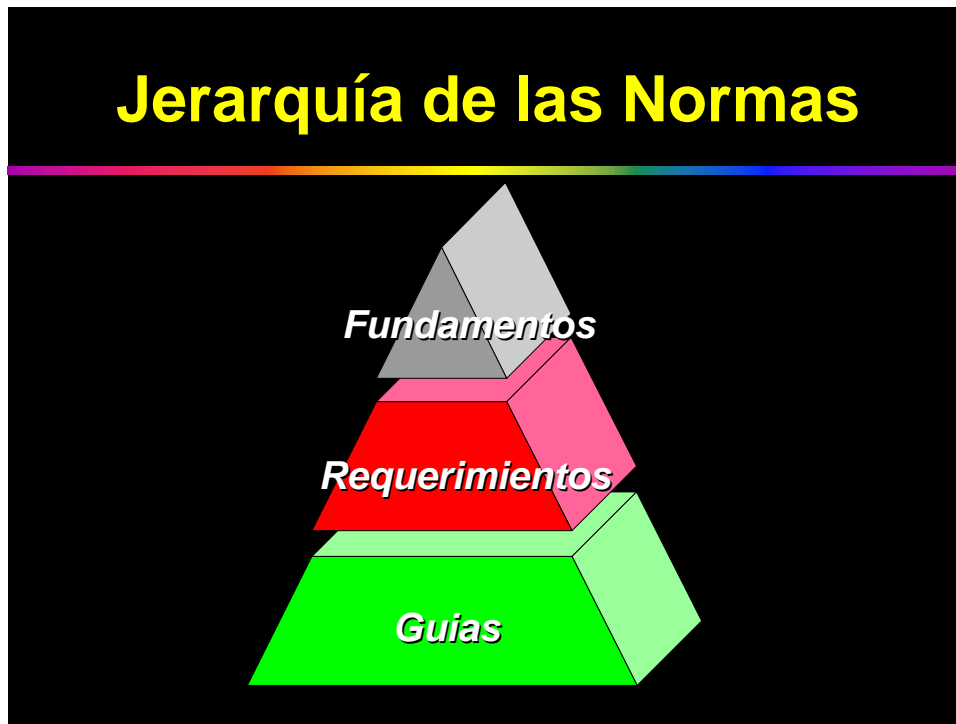 Jerarquía de las Normas
Fundamentos
Requerimientos
Guias